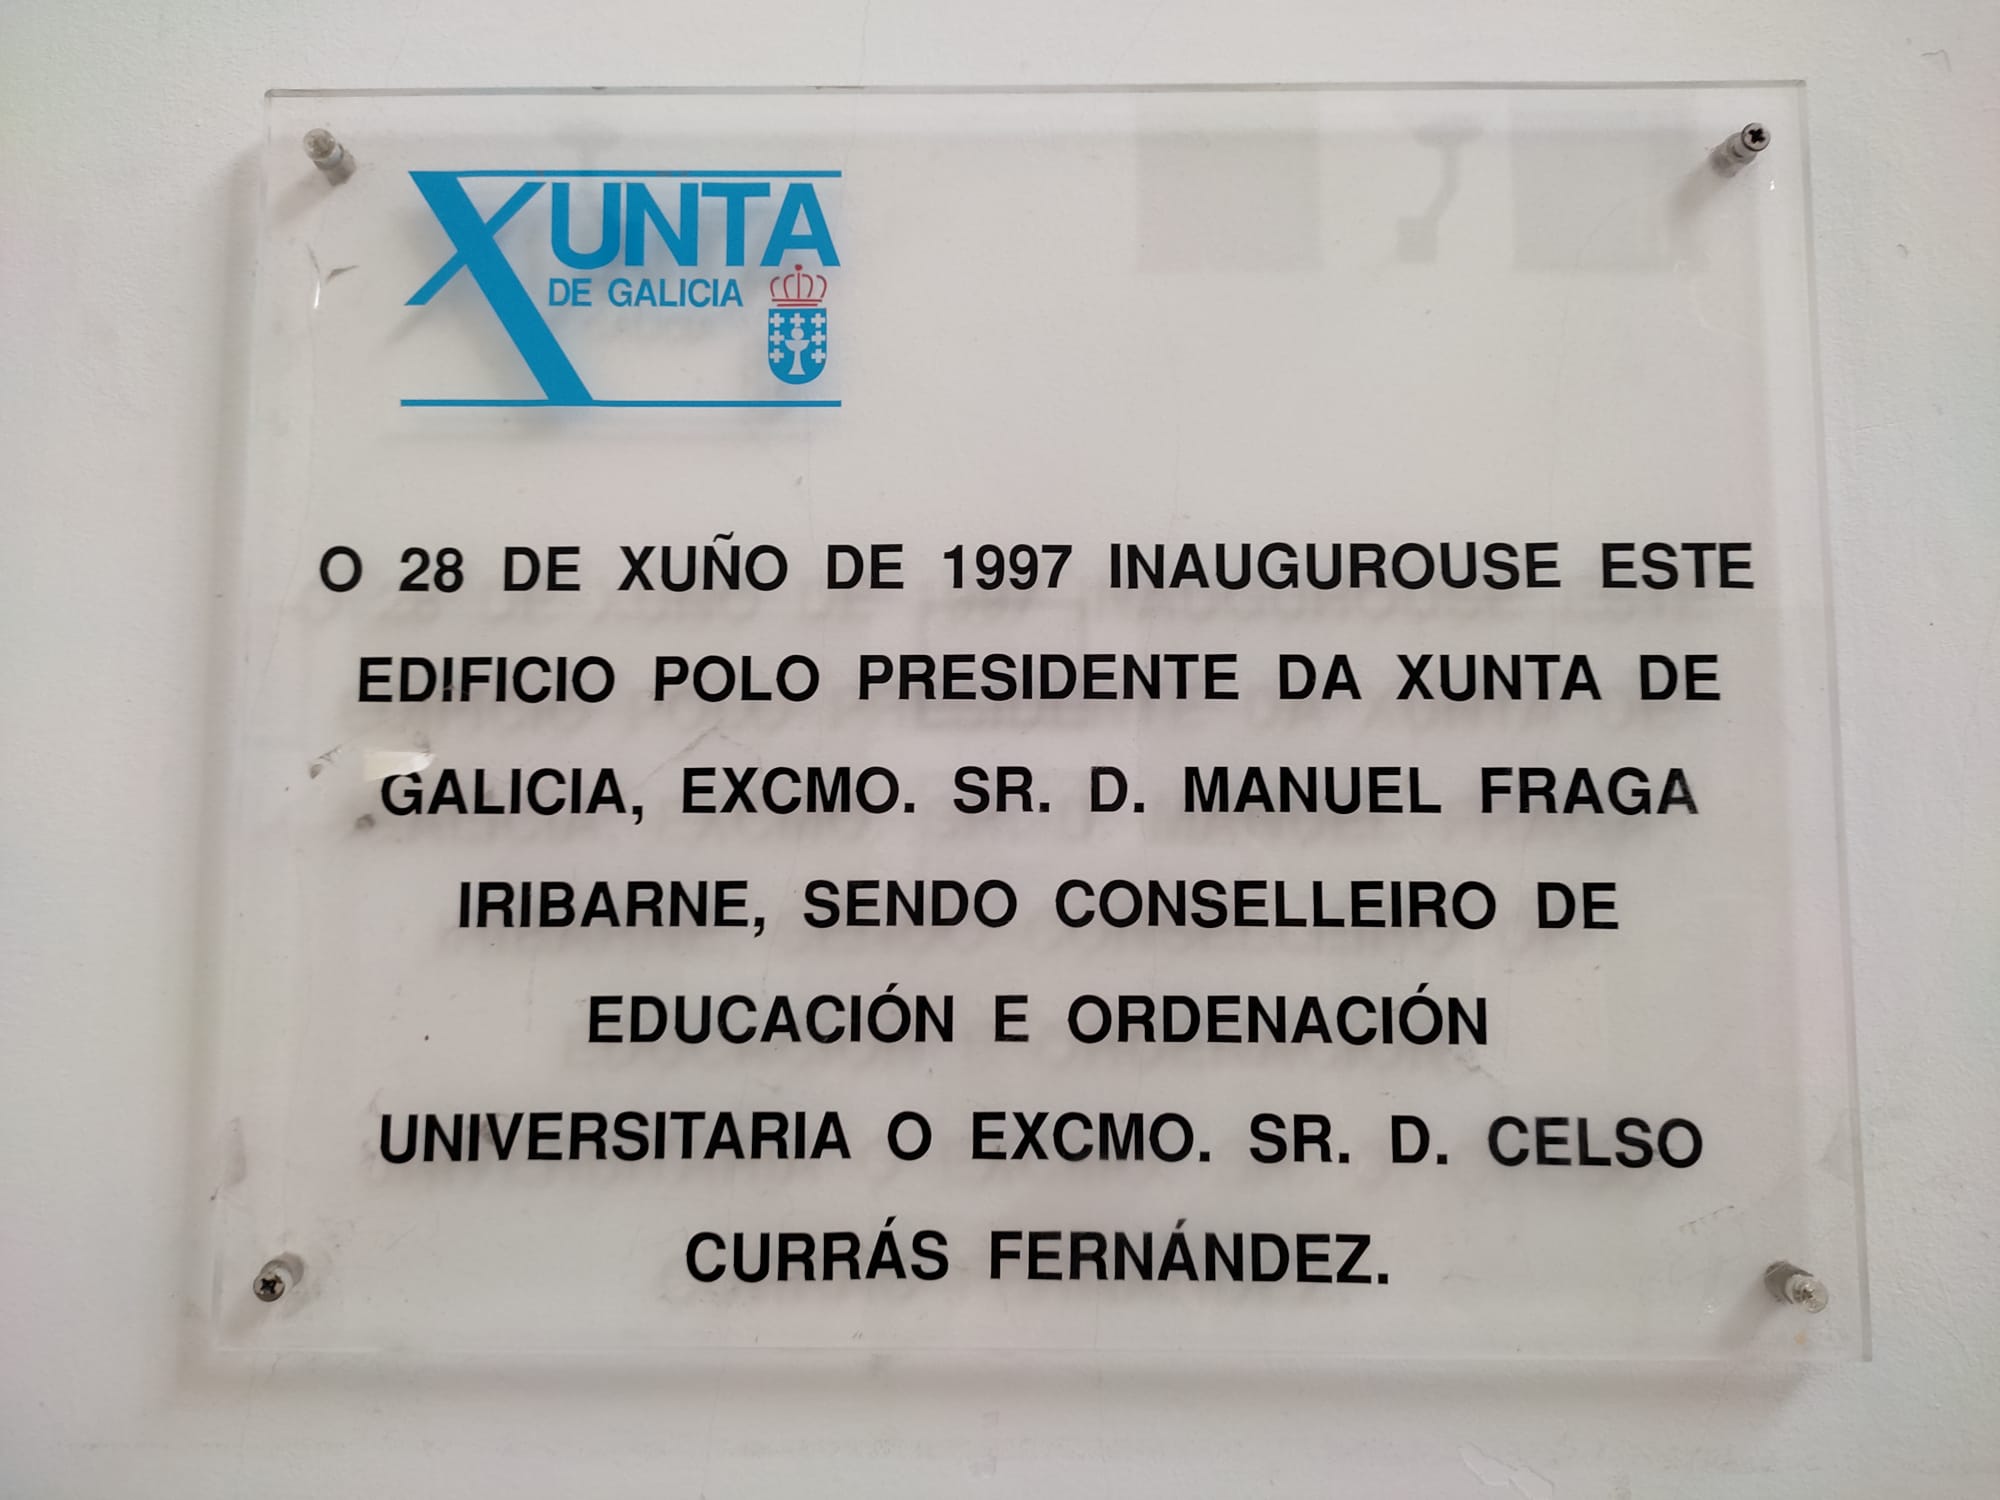 XUNTA
DE GALICIA
O 28 DE XUÑO DE 1997 INAUGUROUSE ESTE
EDIFICIO POLO PRESIDENTE DA XUNTA DE
GALICIA, EXCMO. SR. D. MANUEL FRAGA
IRIBARNE, SENDO CONSELLEIRO DE
EDUCACIÓN E ORDENACIÓN
UNIVERSITARIA O EXCMO. SR. D. CELSO
CURRÁS FERNÁNDEZ.